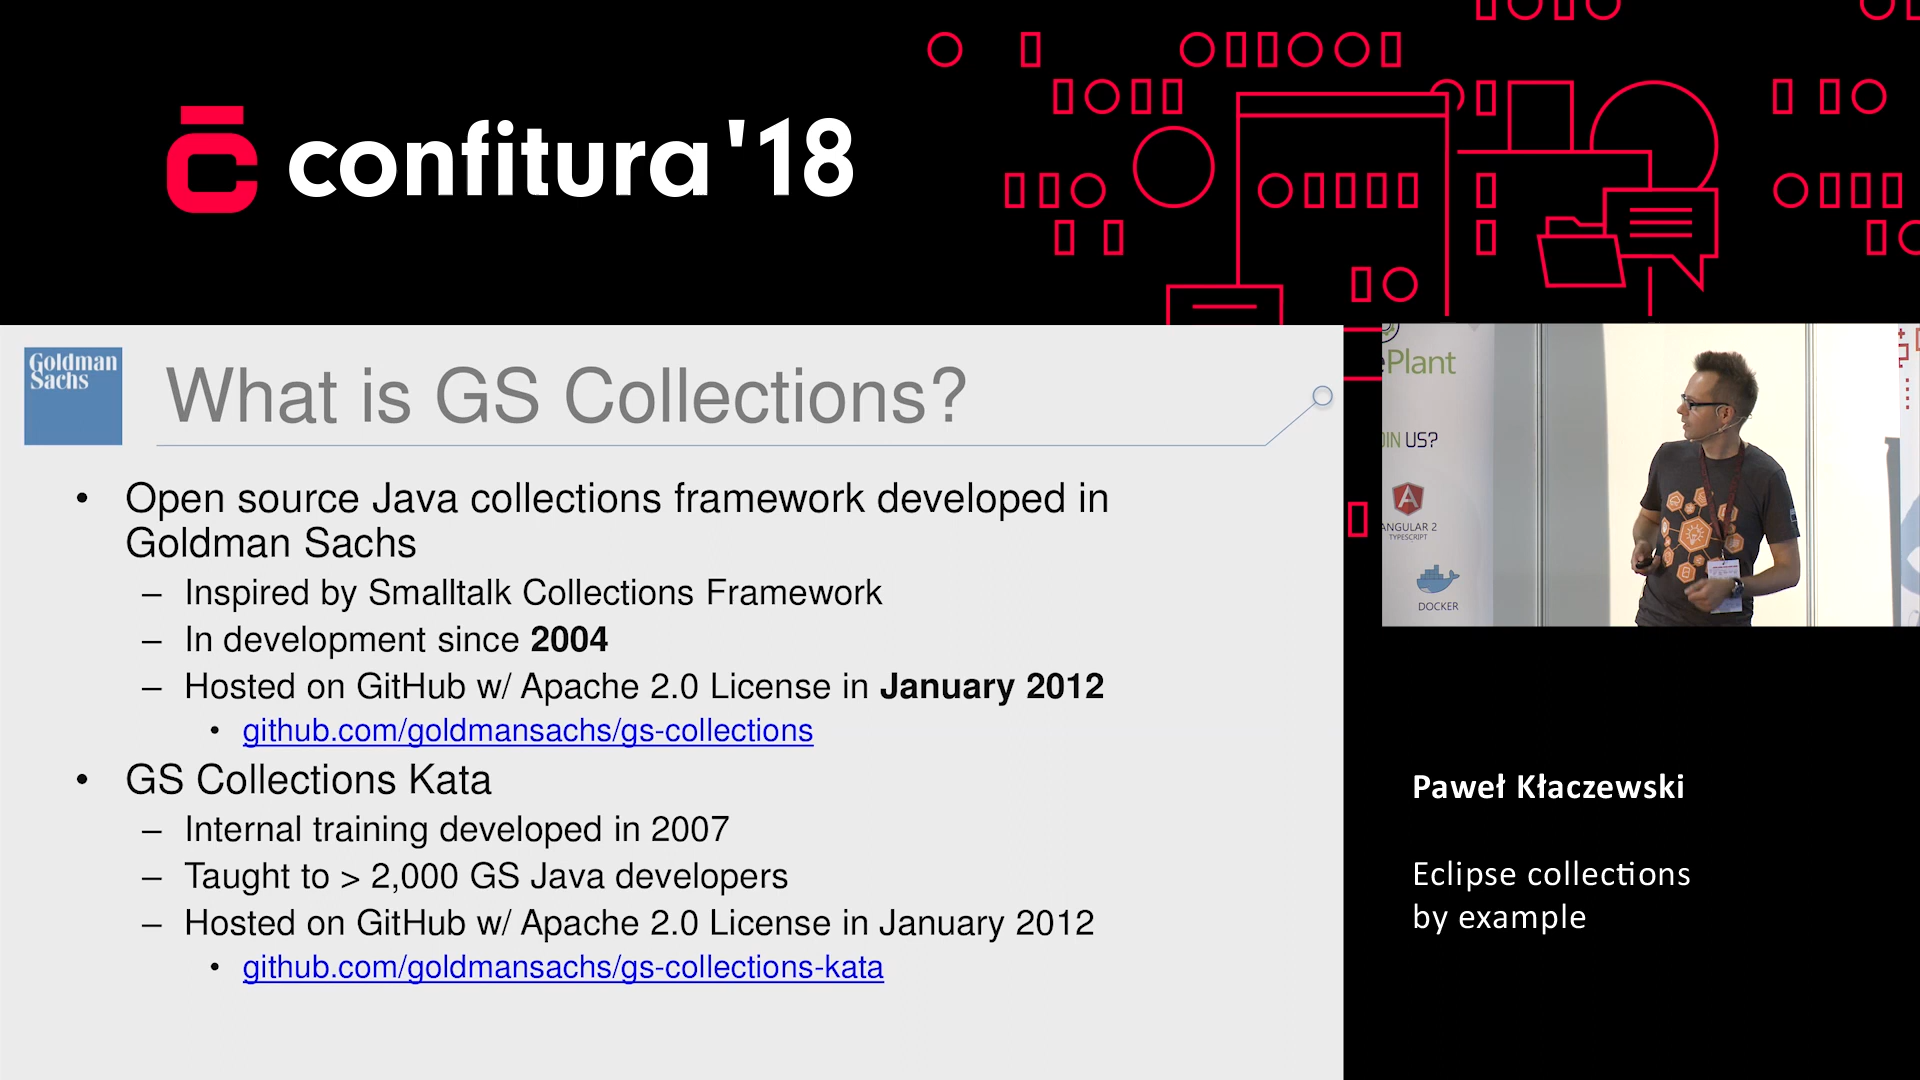 confitura '18
Goldman
Sachs
What is GS Collections?
• Open source Java collections framework developed in
Goldman Sachs
– Inspired by Smalltalk Collections Framework
– In development since 2004
– Hosted on GitHub w/ Apache 2.0 License in January 2012
• github.com/goldmansachs/gs-collections
• GS Collections Kata
– Internal training developed in 2007
– Taught to > 2,000 GS Java developers
– Hosted on GitHub w/ Apache 2.0 License in January 2012
• github.com/goldmansachs/gs-collections-kata
ePlant
OIN US?
ANGULAR 2
TYPESCRIPT
DOCKER
Paweł Kłaczewski
Eclipse collections
by example